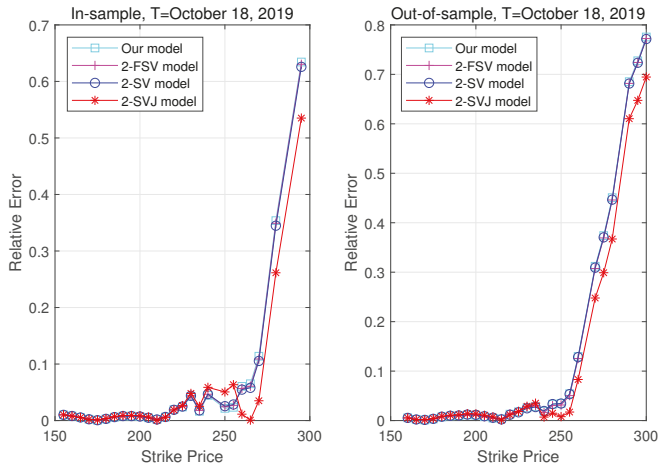 In-sample, T=October 18, 2019
Relative Error
0.7
0.6
0.5
0.4
0.3
0.2
0.1
0
150
200
250
300
Strike Price
Our model
2-FSV model
2-SV model
2-SVJ model
Out-of-sample, T=October 18, 2019
Relative Error
0.8
0.7
0.6
0.5
0.4
0.3
0.2
0.1
0
150
200
250
300
Strike Price
Our model
2-FSV model
2-SV model
2-SVJ model